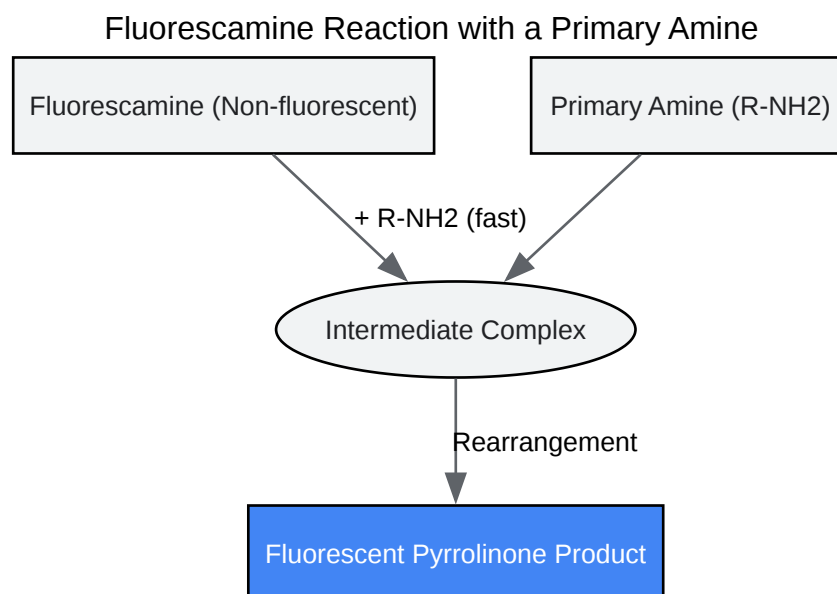 Fluorescamine Reaction with a Primary Amine
Fluorescamine (Non-fluorescent)
Primary Amine (R-NH2)
+ R-NH2 (fast)
Intermediate Complex
Rearrangement
Fluorescent Pyrrolinone Product